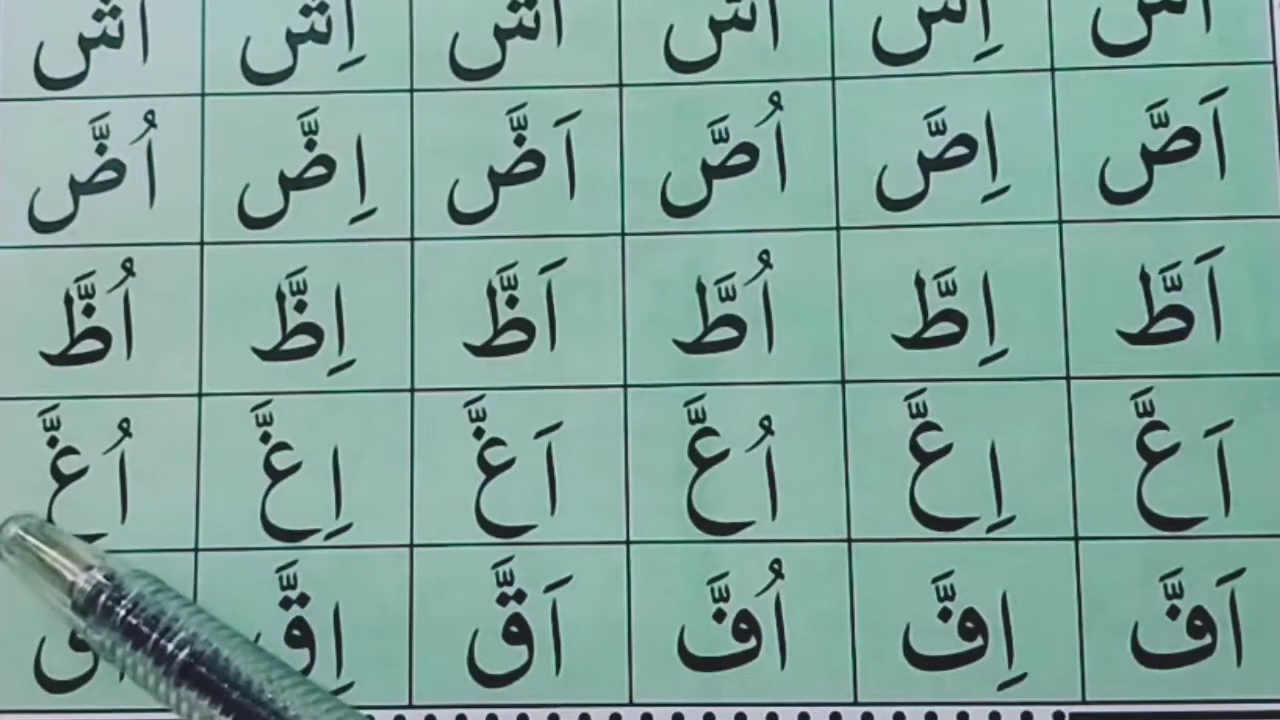 اَصَّ اِصَّ اُصَّ اَضَّ اِضَّ اُضَّ
اَطَّ اِطَّ اُطَّ اَظَّ اِظَّ اُظَّ
اَعَّ اِعَّ اُعَّ اَغَّ اِغَّ اُغَّ
اَفَّ اِفَّ اُفَّ اَقَّ اِقَّ